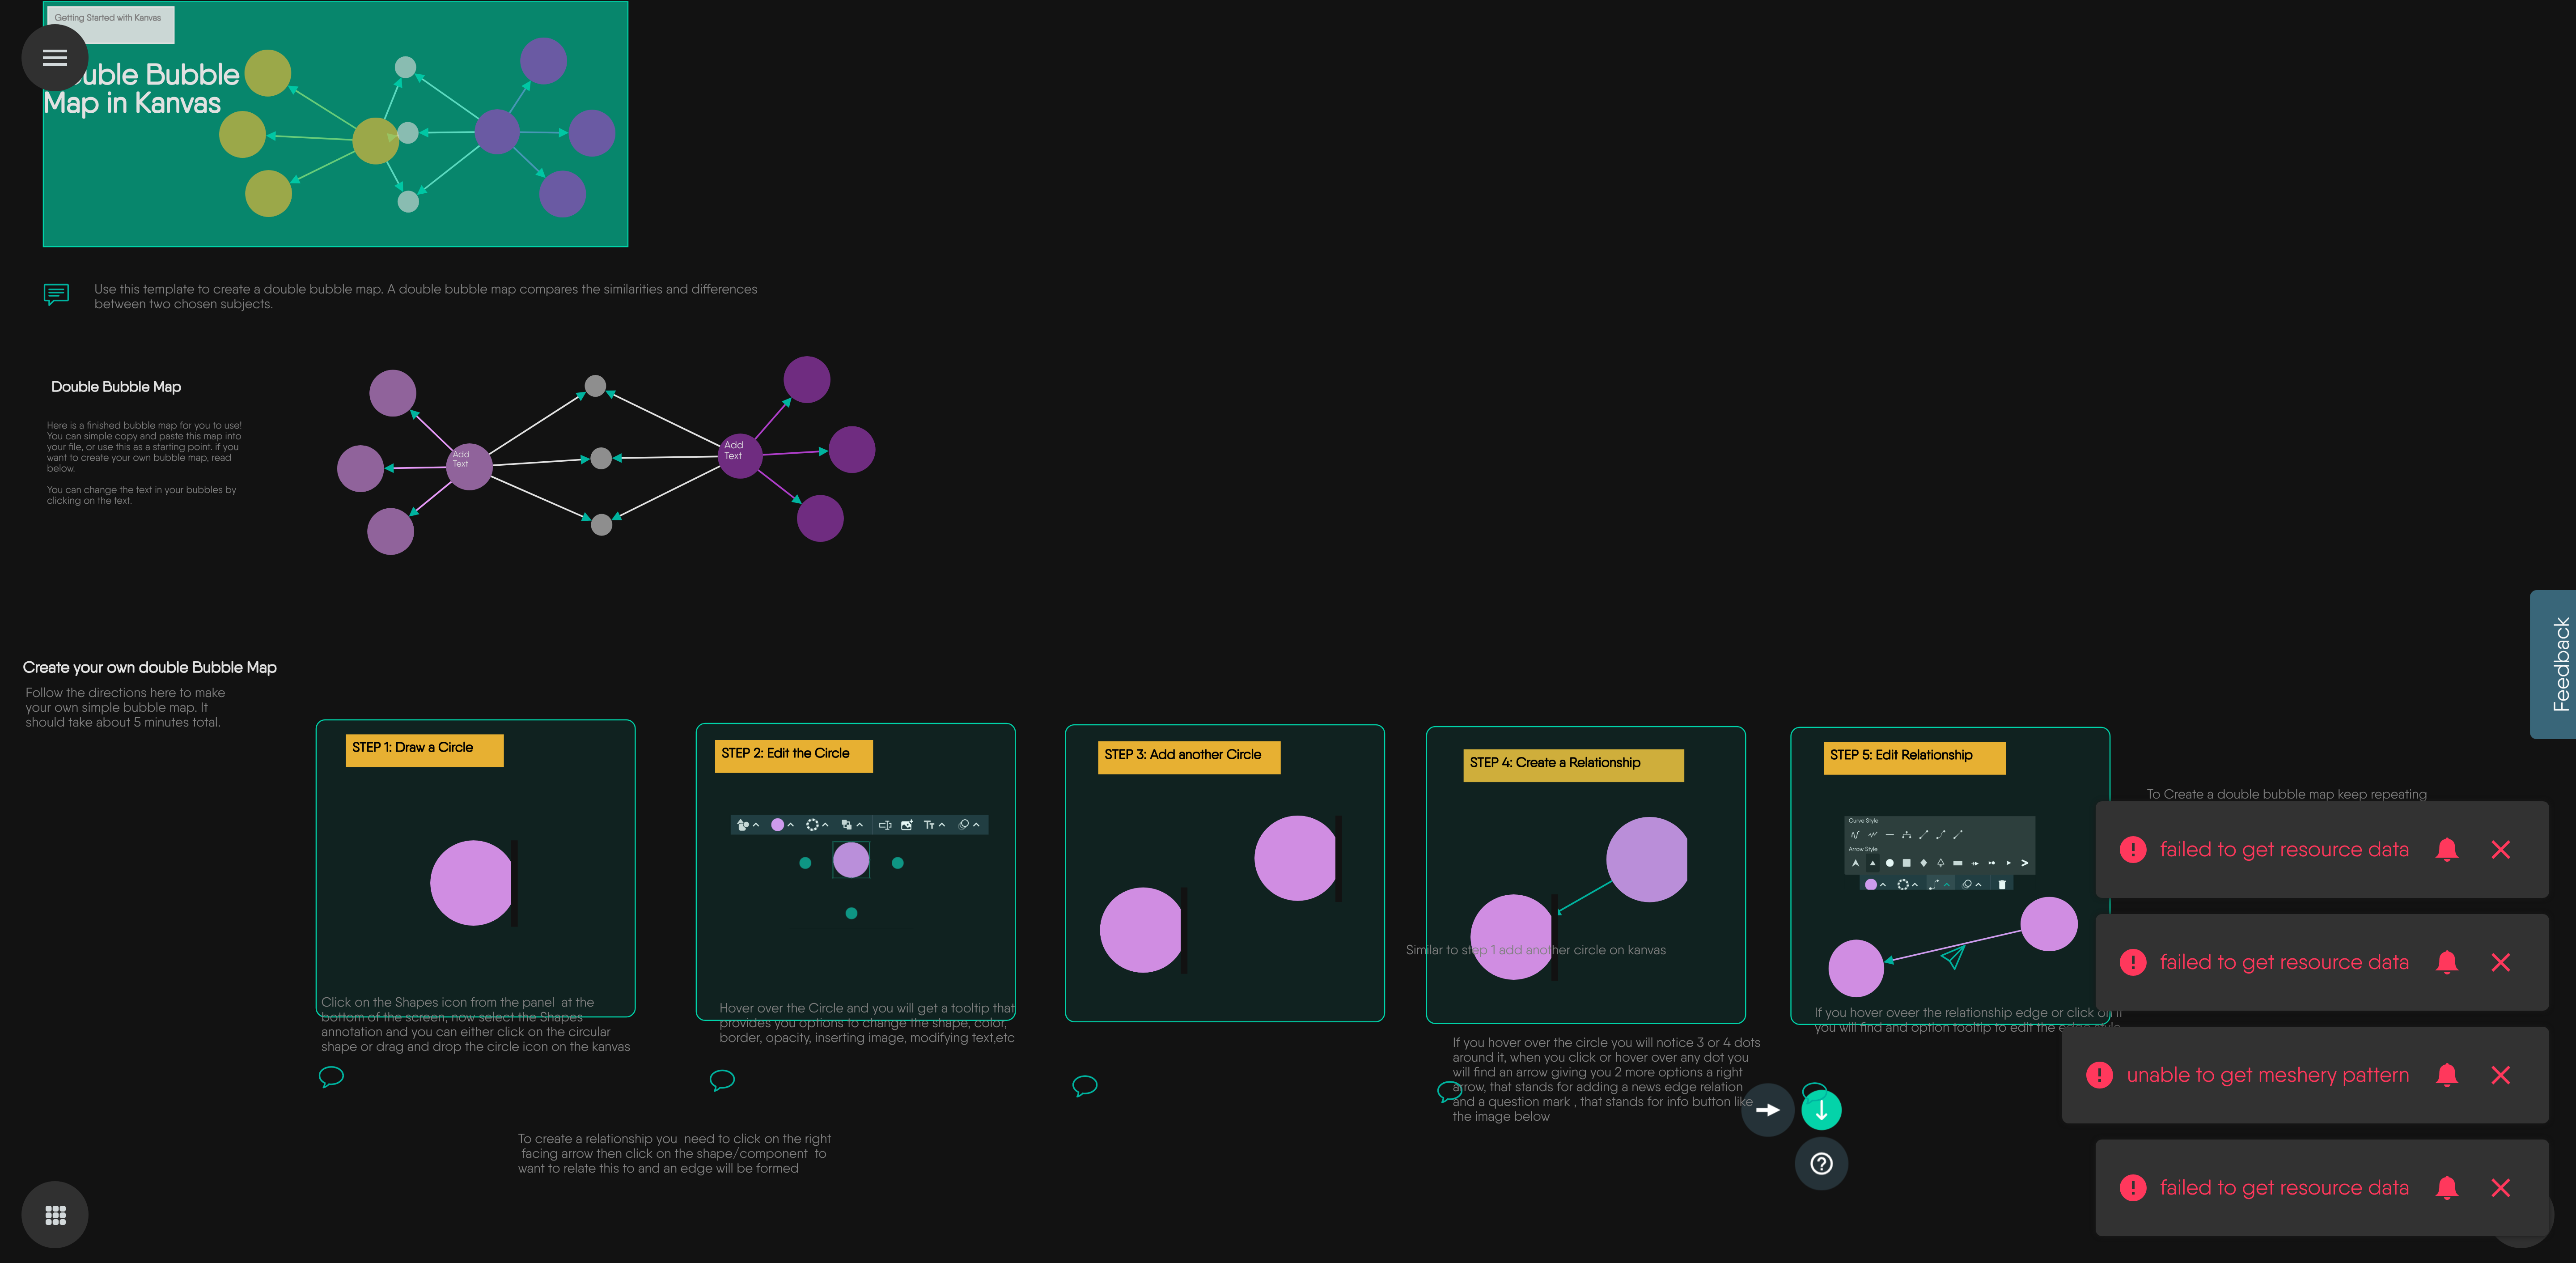 Getting Started with Kanvas
uble Bubble
Map in Kanvas
Use this template to create a double bubble map. A double bubble map compares the similarities and differences
between two chosen subjects.
Double Bubble Map
Here is a finished bubble map for you to use!
You can simple copy and paste this map into
your file, or use this as a starting point. if you
want to create your own bubble map, read
below.
You can change the text in your bubbles by
clicking on the text.
Add
Text
Add
Text
Feedback
Create your own double Bubble Map
Follow the directions here to make
your own simple bubble map. It
should take about 5 minutes total.
STEP 1: Draw a Circle
Click on the Shapes icon from the panel at the
bottom of the screen, now select the Shapes
annotation and you can either click on the circular
shape or drag and drop the circle icon on the kanvas
STEP 2: Edit the Circle
Tт
Hover over the Circle and you will get a tooltip that
provides you options to change the shape, color,
border, opacity, inserting image, modifying text,etc
STEP 3: Add another Circle
STEP 4: Create a Relationship
Similar to step 1 add another circle on kanvas
If you hover over the circle you will notice 3 or 4 dots
around it, when you click or hover over any dot you
will find an arrow giving you 2 more options a right
arrow, that stands for adding a news edge relation
and a question mark , that stands for info button like
the image below
STEP 5: Edit Relationship
Curve Style
Arrow Style
If you hover oveer the relationship edge or click on it
you will find and option tooltip to edit the edge style
To create a relationship you need to click on the right
facing arrow then click on the shape/component to
want to relate this to and an edge will be formed
To Create a double bubble map keep repeating
failed to get resource data
failed to get resource data
unable to get meshery pattern
failed to get resource data